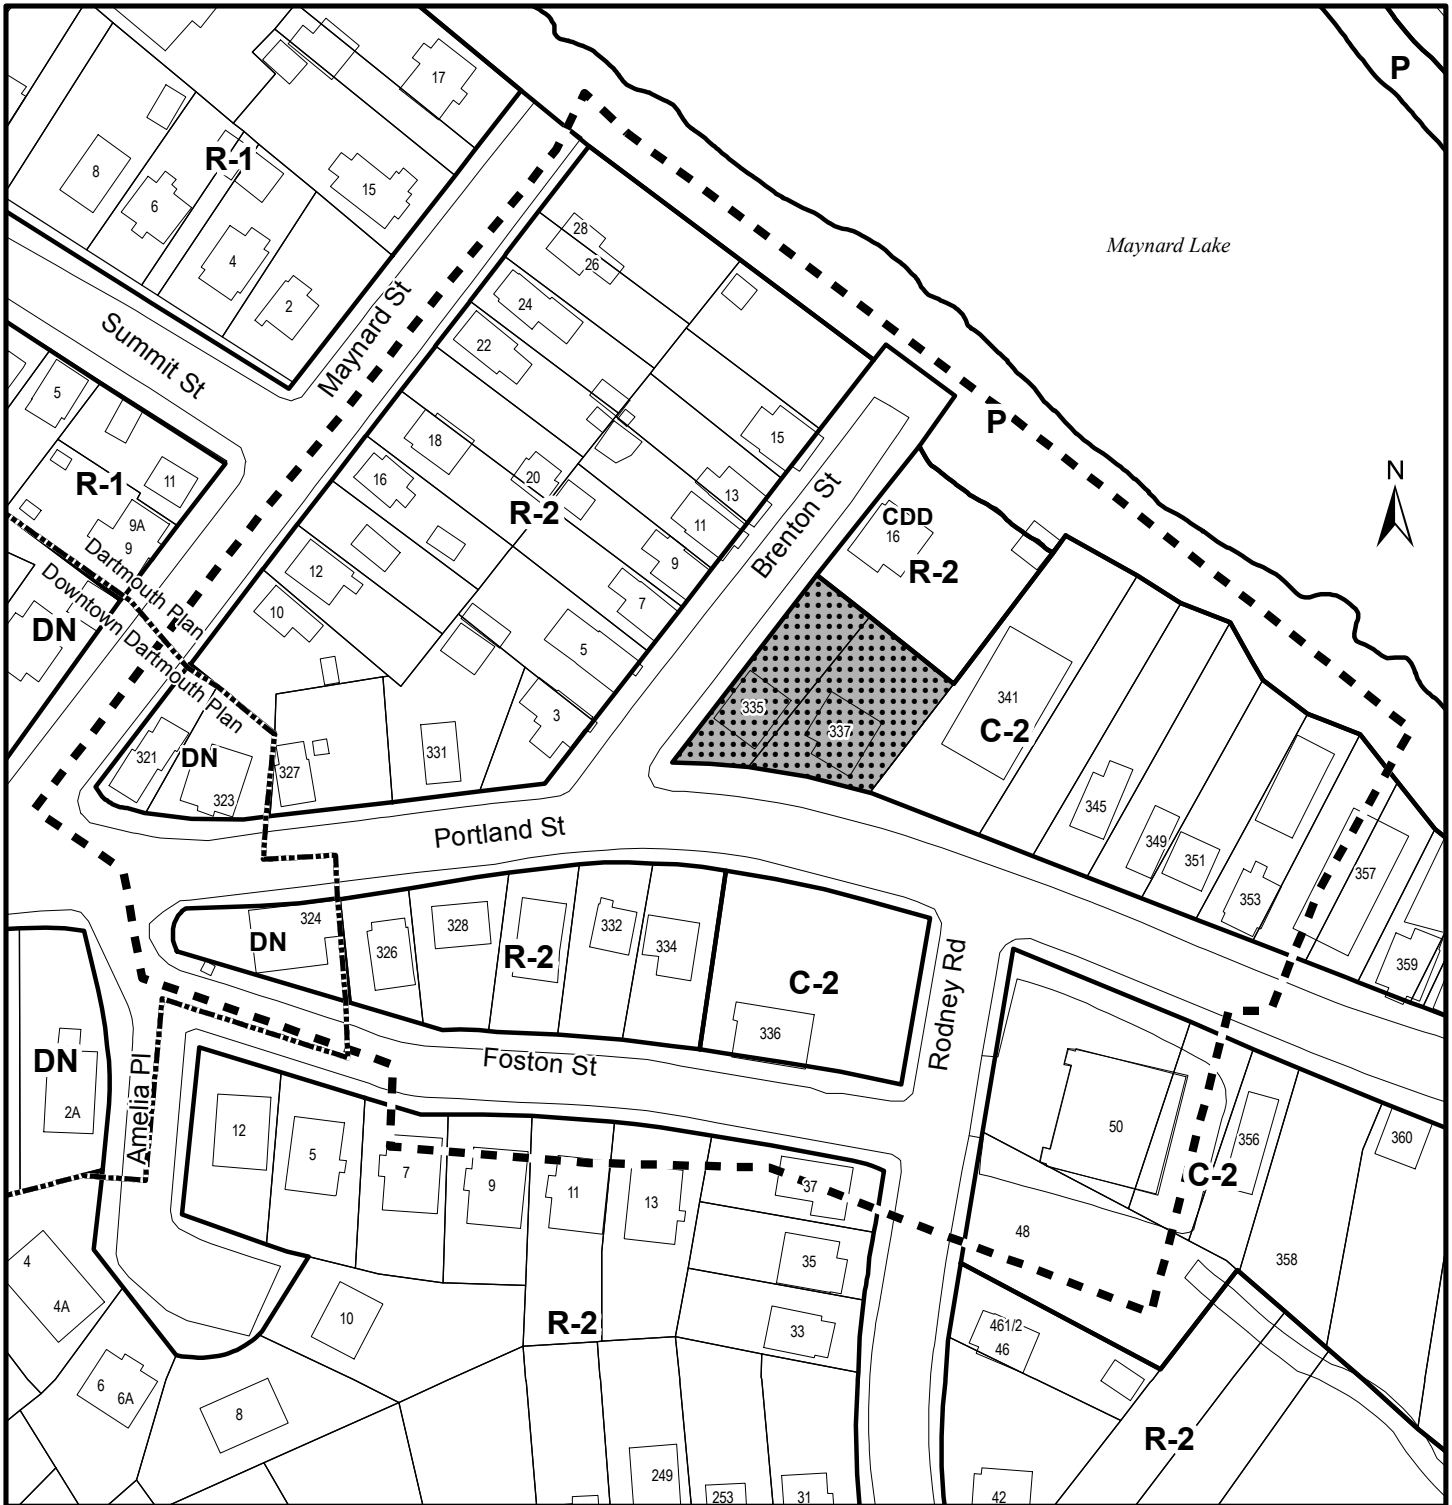 P
17
R-1
8
15
6
Maynard Lake
28
4
26
Maynard St
24
2
Summit St
22
5
P
15
18
N
R-1
11
16
20
13
R-2
CDD
9A
11
16
Brenton St
9
9
R-2
Dartmouth Plan
12
Downtown Dartmouth Plan
7
10
DN
5
341
335
3
337
C-2
321
DN
331
327
323
345
Portland St
349
351
357
353
324
328
332
DN
326
R-2
334
359
C-2
Rodney Rd
336
DN
Foston St
Amelia Pl
2A
50
12
356
360
5
7
9
11
13
37
C-2
48
35
358
4
4A
10
R-2
33
461/2
46
6
6A
8
R-2
249
253
31
42